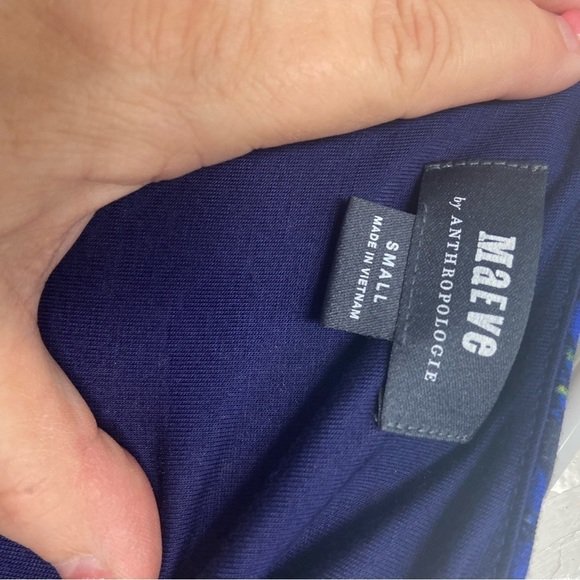 MaEve
by ANTHROPOLOGIE
SMALL
MADE IN VIETNAM